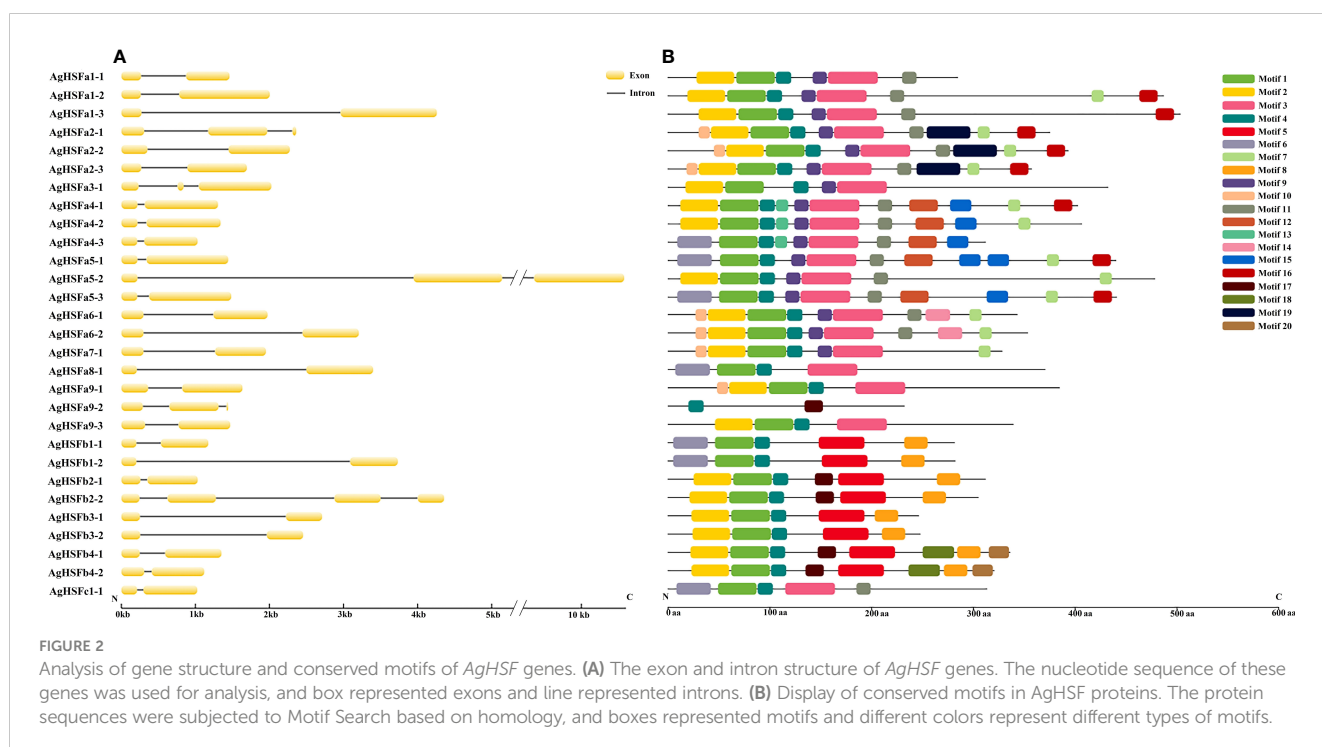 A
B
AgHSFa1-1
AgHSFa1-2
AgHSFa1-3
AgHSFa2-1
AgHSFa2-2
AgHSFa2-3
AgHSFa3-1
AgHSFa4-1
AgHSFa4-2
AgHSFa4-3
AgHSFa5-1
AgHSFa5-2
AgHSFa5-3
AgHSFa6-1
AgHSFa6-2
AgHSFa7-1
AgHSFa8-1
AgHSFa9-1
AgHSFa9-2
AgHSFa9-3
AgHSFb1-1
AgHSFb1-2
AgHSFb2-1
AgHSFb2-2
AgHSFb3-1
AgHSFb3-2
AgHSFb4-1
AgHSFb4-2
AgHSFc1-1
Exon
Intron
N C
0kb 1kb 2kb 3kb 4kb 5kb 10 kb
Motif 1
Motif 2
Motif 3
Motif 4
Motif 5
Motif 6
Motif 7
Motif 8
Motif 9
Motif 10
Motif 11
Motif 12
Motif 13
Motif 14
Motif 15
Motif 16
Motif 17
Motif 18
Motif 19
Motif 20
N C
0 aa 100 aa 200 aa 300 aa 400 aa 500 aa 600 aa
FIGURE 2
Analysis of gene structure and conserved motifs of AgHSF genes. (A) The exon and intron structure of AgHSF genes. The nucleotide sequence of these
genes was used for analysis, and box represented exons and line represented introns. (B) Display of conserved motifs in AgHSF proteins. The protein
sequences were subjected to Motif Search based on homology, and boxes represented motifs and different colors represent different types of motifs.